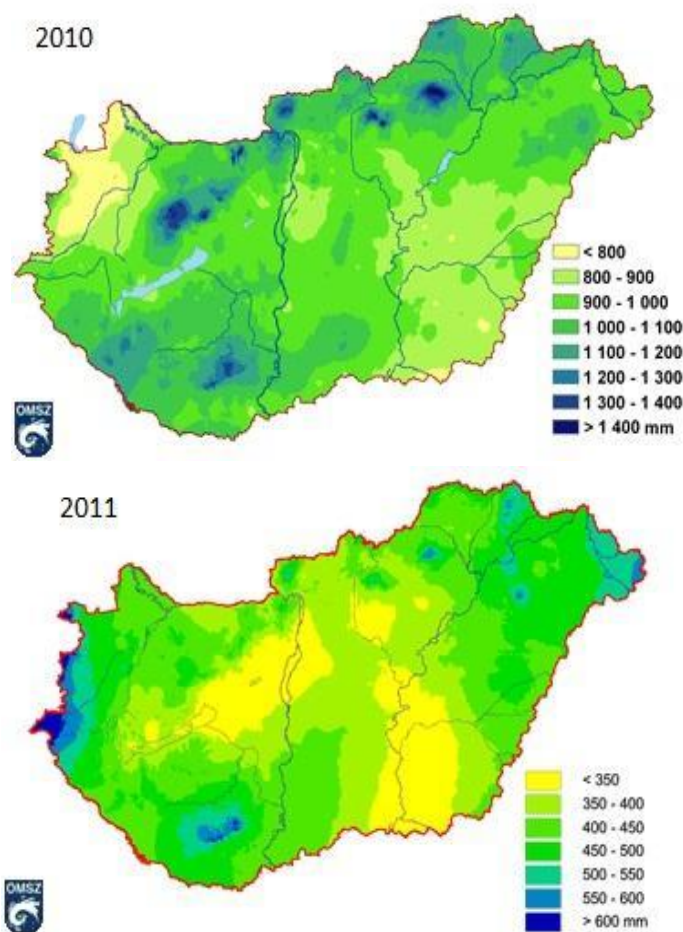 2010
< 800
800 - 900
900 - 1 000
1 000 - 1 100
1 100 - 1 200
1 200 - 1 300
1 300 - 1 400
> 1 400 mm
OMSZ
2011
< 350
350 - 400
400 - 450
450 - 500
500 - 550
550 - 600
> 600 mm
OMSZ